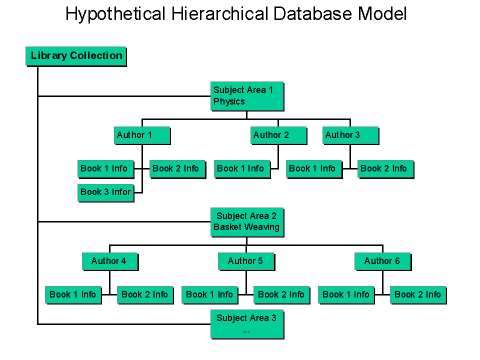 Hypothetical Hierarchical Database Model
Library Collection
Subject Area 1
Physics
Author 1
Author 2
Author 3
Book 1 Info
Book 2 Info
Book 1 Info
Book 1 Info
Book 2 Info
Book 3 Infor
Subject Area 2
Basket Weaving
Author 4
Author 5
Author 6
Book 1 Info
Book 2 Info
Book 1 Info
Book 2 Info
Book 1 Info
Book 2 Info
Subject Area 3
...